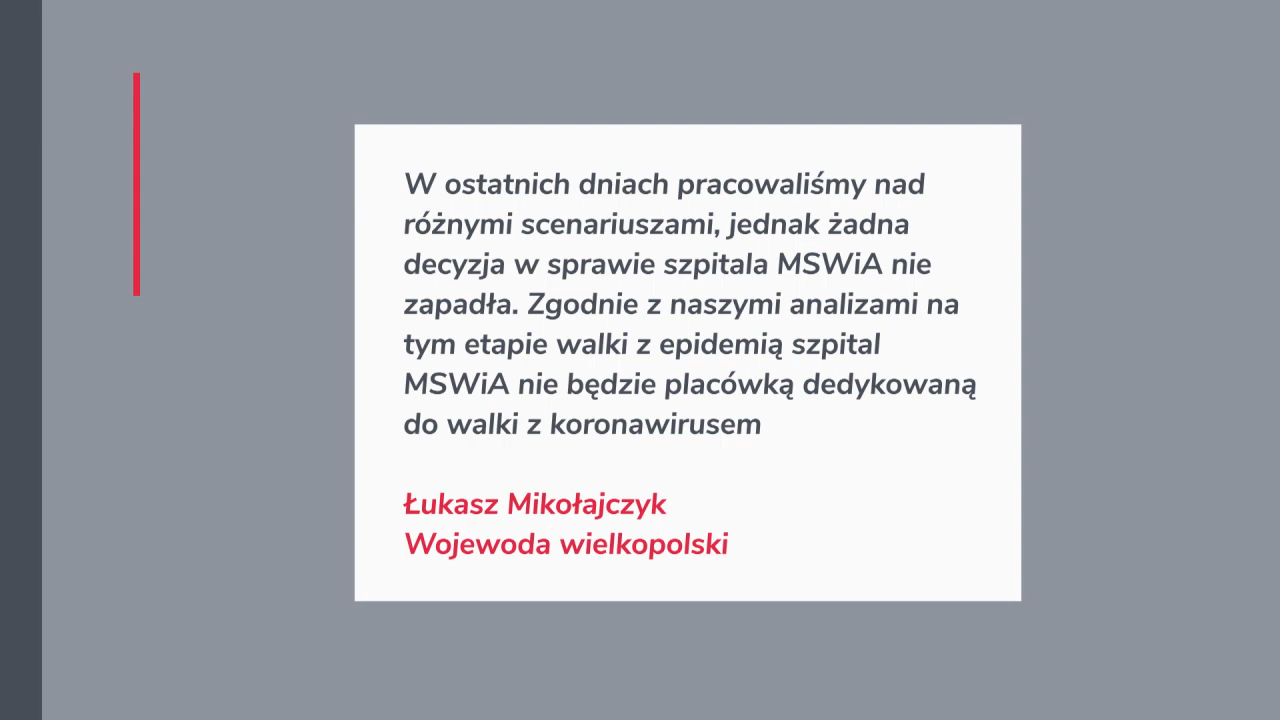 W ostatnich dniach pracowaliśmy nad
różnymi scenariuszami, jednak żadna
decyzja w sprawie szpitala MSWiA nie
zapadła. Zgodnie z naszymi analizami na
tym etapie walki z epidemią szpital
MSWiA nie będzie placówką dedykowaną
do walki z koronawirusem
Łukasz Mikołajczyk
Wojewoda wielkopolski